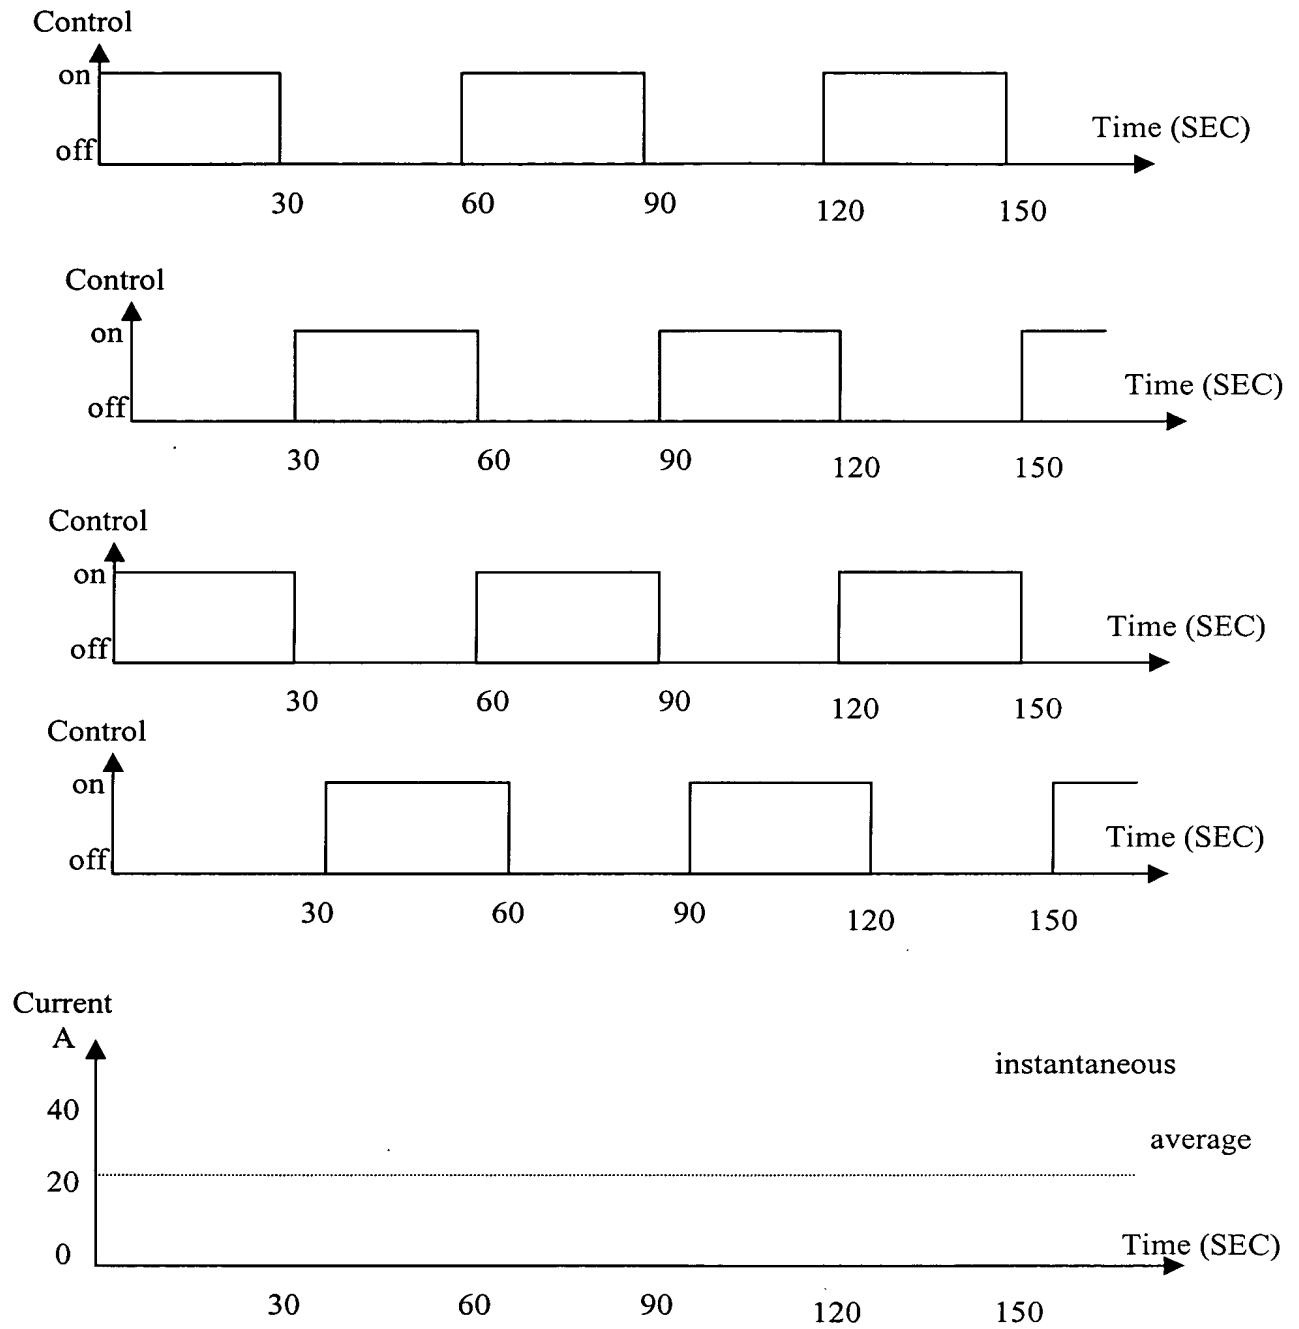 Control
on
off
Time (SEC)
30 60 90 120 150
Control
on
off
Time (SEC)
30 60 90 120 150
Control
on
off
Time (SEC)
30 60 90 120 150
Control
on
off
Time (SEC)
30 60 90 120 150
Current
A
instantaneous
40
average
20
0
Time (SEC)
30 60 90 120 150